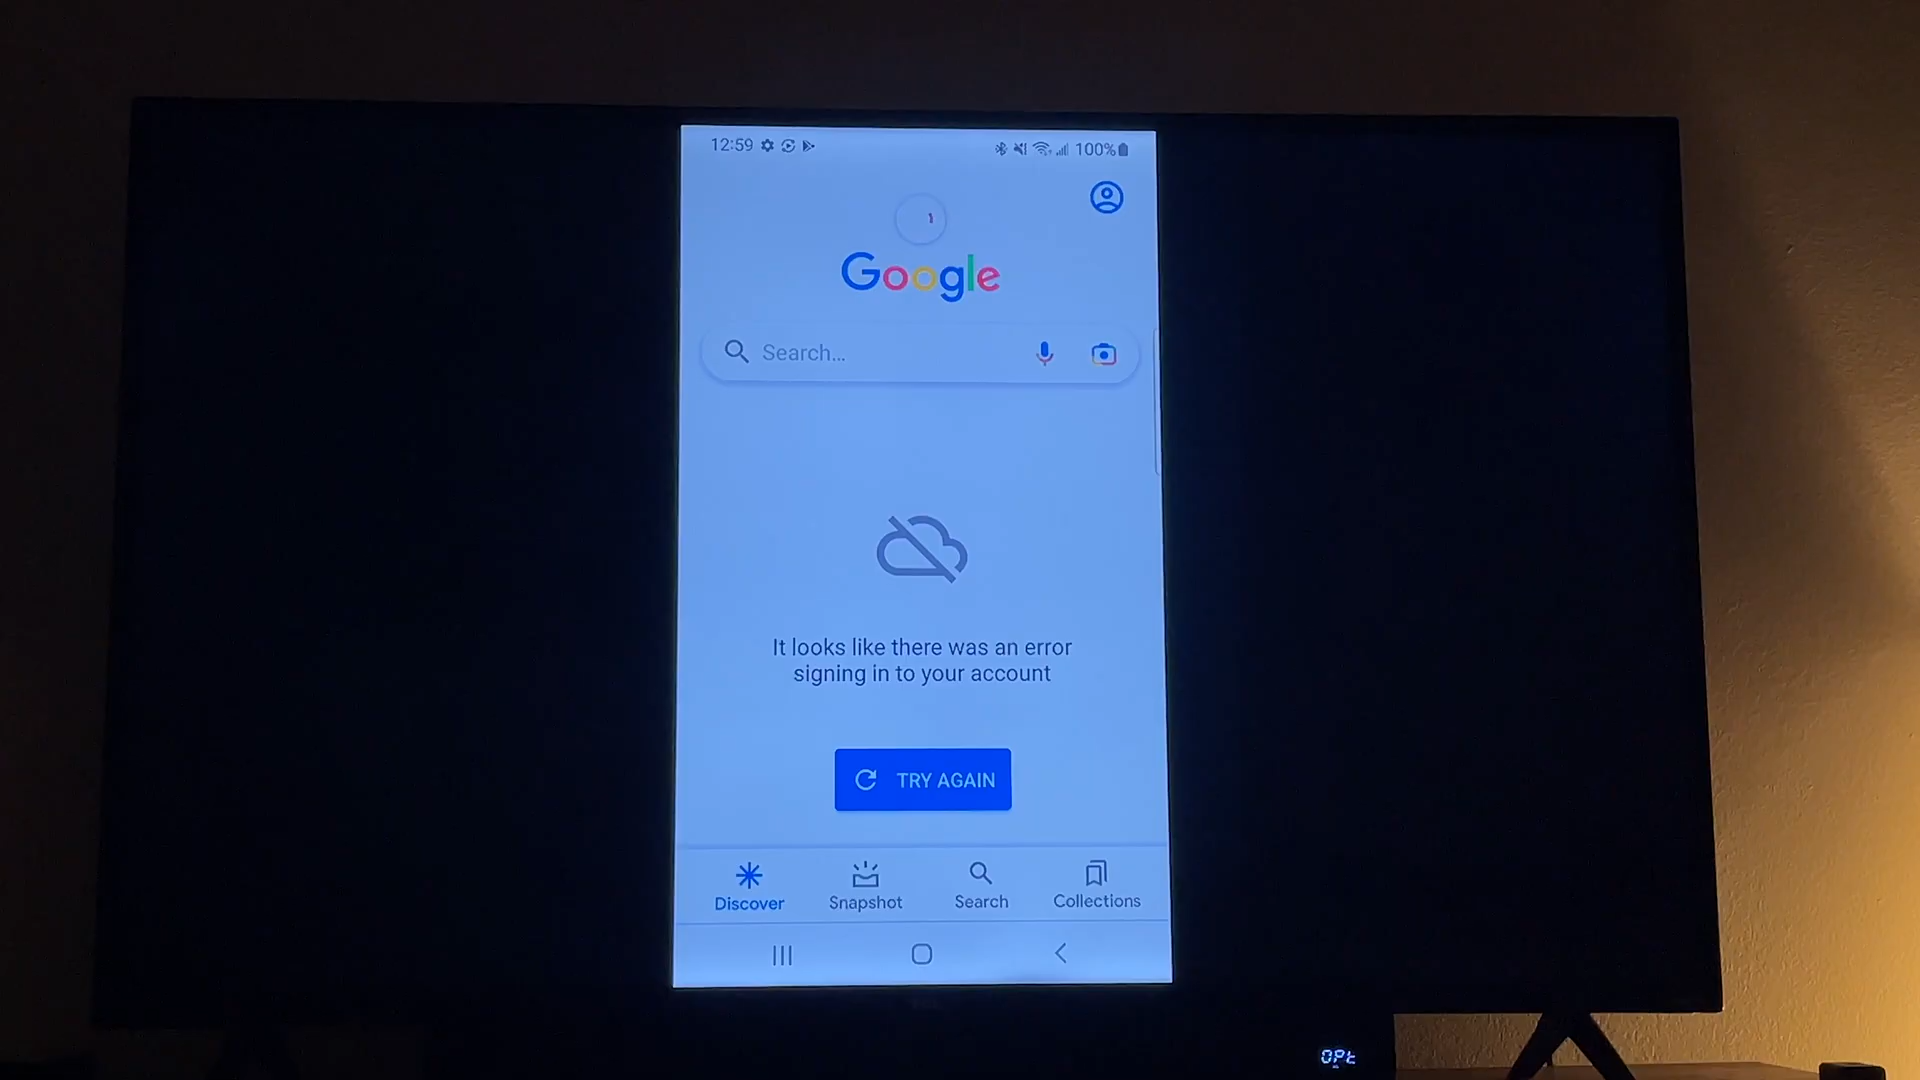 12:59
100%
Google
Search...
It looks like there was an error
signing in to your account
TRY AGAIN
Discover
Snapshot
Search
Collections
OPt